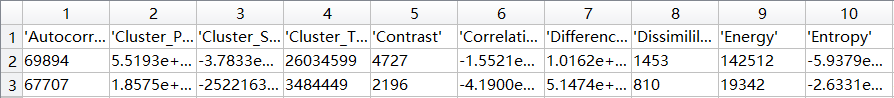 1 2 3 4 5 6 7 8 9 10
1 'Autocorr... 'Cluster_P... 'Cluster_S... 'Cluster_T... 'Contrast' 'Correlati... 'Differenc... 'Dissimilil... 'Energy' 'Entropy'
2 69894 5.5193e+... -3.7833e... 26034599 4727 -1.5521e... 1.0162e+... 1453 142512 -5.9379e...
3 67707 1.8575e+... -2522163... 3484449 2196 -4.1900e... 5.1474e+... 810 19342 -2.6331e...